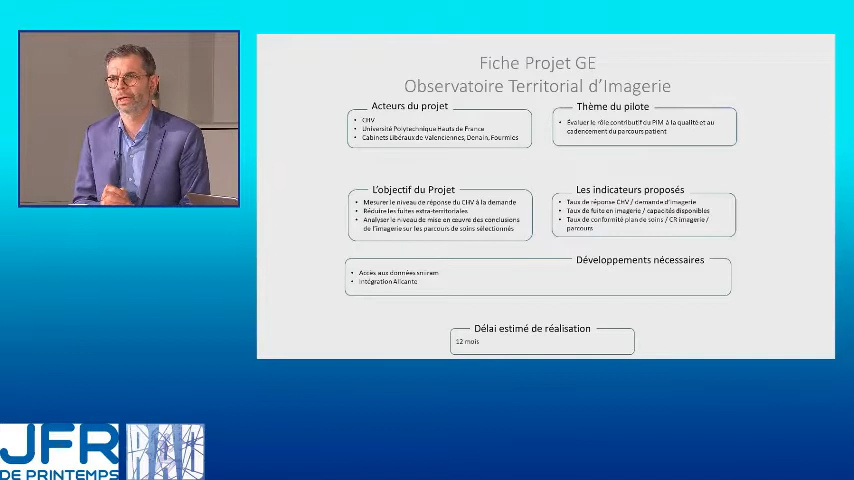 Fiche Projet GE
Observatoire Territorial d'Imagerie
Acteurs du projet
• CHV
• Université Polytechnique Hauts de France
• Cabinets Libéraux de Valenciennes, Denain, Fourmies
Thème du pilote
• Évaluer le rôle contributif du PIM à la qualité et au
cadencement du parcours patient
L'objectif du Projet
• Mesurer le niveau de réponse du CHV à la demande
• Réduire les fuites extra-territoriales
• Analyser le niveau de mise en œuvre des conclusions
de l'imagerie sur les parcours de soins sélectionnés
Les indicateurs proposés
• Taux de réponse CHV / demande d'imagerie
• Taux de fuite en imagerie / capacités disponibles
• Taux de conformité plan de soins / CR imagerie /
parcours
Développements nécessaires
• Accès aux données sniiram
• Intégration Alicante
Délai estimé de réalisation
12 mois
JFR
DE PRINTEMPS